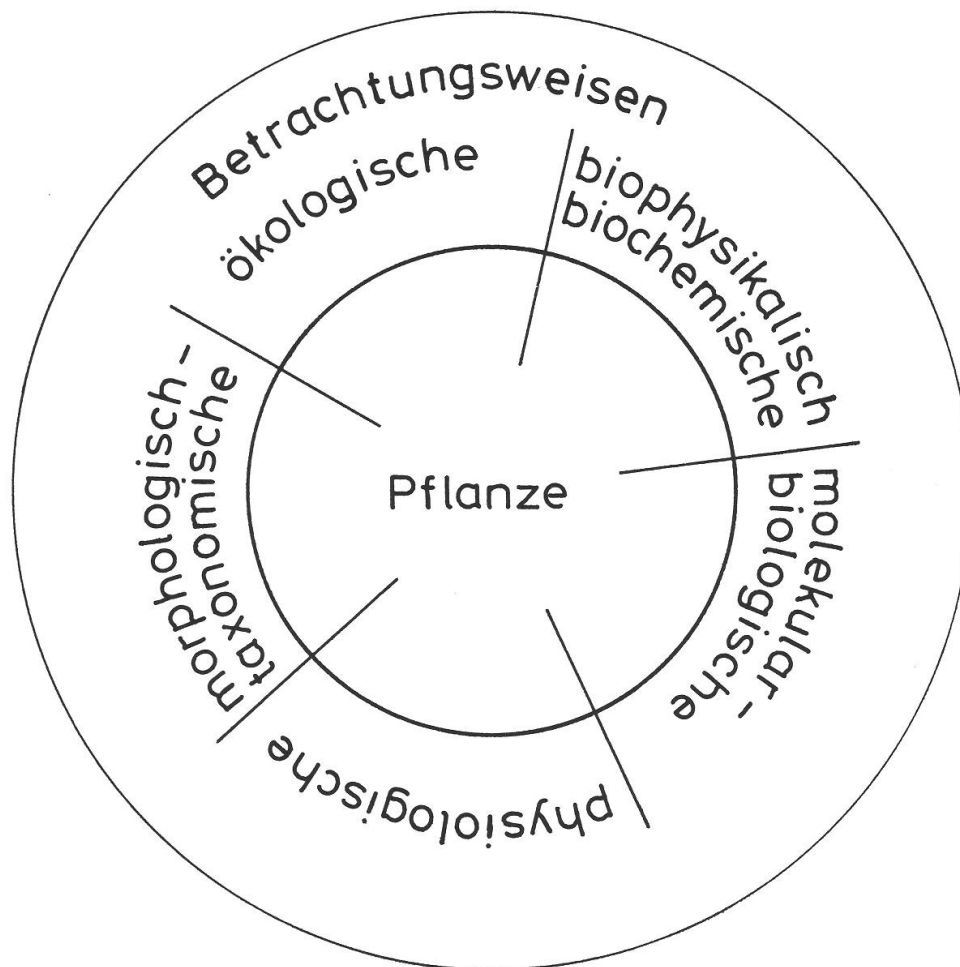 Betrachtungsweisen
ökologische
biophysikalisch
biochemische
molekular-
biologische
physiologische
morphologisch-
taxonomische
Pflanze